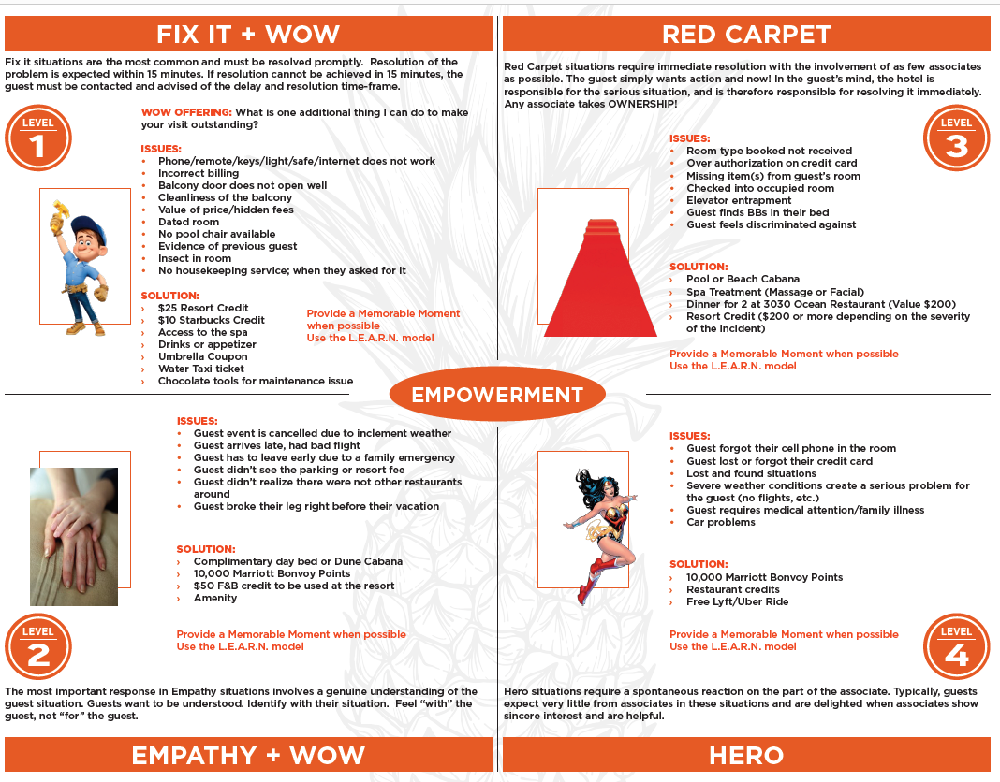 FIX IT + WOW
Fix it situations are the most common and must be resolved promptly.  Resolution of the
problem is expected within 15 minutes. If resolution cannot be achieved in 15 minutes, the
guest must be contacted and advised of the delay and resolution time-frame.
LEVEL
1
WOW OFFERING: What is one additional thing I can do to make
your visit outstanding?
ISSUES:
• Phone/remote/keys/light/safe/internet does not work
• Incorrect billing
• Balcony door does not open well
• Cleanliness of the balcony
• Value of price/hidden fees
• Dated room
• No pool chair available
• Evidence of previous guest
• Insect in room
• No housekeeping service; when they asked for it
SOLUTION:
› $25 Resort Credit
› $10 Starbucks Credit
› Access to the spa
› Drinks or appetizer
› Umbrella Coupon
› Water Taxi ticket
› Chocolate tools for maintenance issue
Provide a Memorable Moment
when possible
Use the L.E.A.R.N. model
RED CARPET
Red Carpet situations require immediate resolution with the involvement of as few associates
as possible. The guest simply wants action and now! In the guest’s mind, the hotel is
responsible for the serious situation, and is therefore responsible for resolving it immediately.
Any associate takes OWNERSHIP!
LEVEL
3
ISSUES:
• Room type booked not received
• Over authorization on credit card
• Missing item(s) from guest’s room
• Checked into occupied room
• Elevator entrapment
• Guest finds BBs in their bed
• Guest feels discriminated against
SOLUTION:
› Pool or Beach Cabana
› Spa Treatment (Massage or Facial)
› Dinner for 2 at 3030 Ocean Restaurant (Value $200)
› Resort Credit ($200 or more depending on the severity
of the incident)
Provide a Memorable Moment when possible
Use the L.E.A.R.N. model
EMPOWERMENT
ISSUES:
• Guest event is cancelled due to inclement weather
• Guest arrives late, had bad flight
• Guest has to leave early due to a family emergency
• Guest didn’t see the parking or resort fee
• Guest didn’t realize there were not other restaurants
around
• Guest broke their leg right before their vacation
SOLUTION:
› Complimentary day bed or Dune Cabana
› 10,000 Marriott Bonvoy Points
› $50 F&B credit to be used at the resort
› Amenity
Provide a Memorable Moment when possible
Use the L.E.A.R.N. model
LEVEL
2
The most important response in Empathy situations involves a genuine understanding of the
guest situation. Guests want to be understood. Identify with their situation.  Feel “with” the
guest, not “for” the guest.
EMPATHY + WOW
ISSUES:
• Guest forgot their cell phone in the room
• Guest lost or forgot their credit card
• Lost and found situations
• Severe weather conditions create a serious problem for
the guest (no flights, etc.)
• Guest requires medical attention/family illness
• Car problems
SOLUTION:
› 10,000 Marriott Bonvoy Points
› Restaurant credits
› Free Lyft/Uber Ride
Provide a Memorable Moment when possible
Use the L.E.A.R.N. model
LEVEL
4
Hero situations require a spontaneous reaction on the part of the associate. Typically, guests
expect very little from associates in these situations and are delighted when associates show
sincere interest and are helpful.
HERO